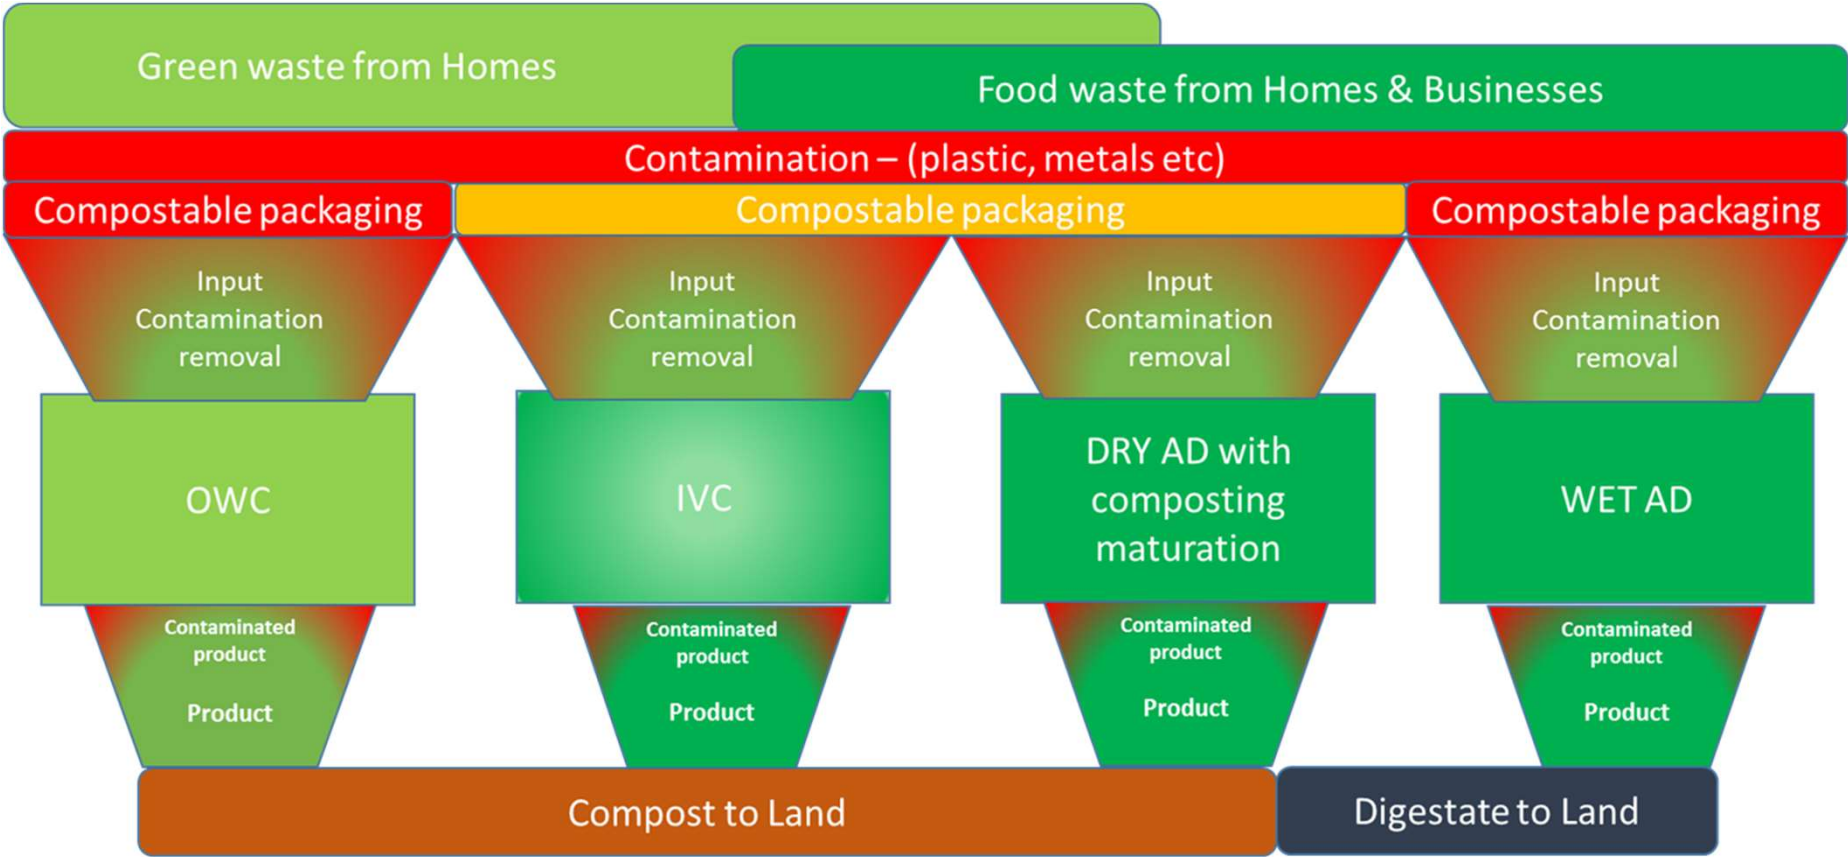 Green waste from Homes
Food waste from Homes & Businesses
Contamination – (plastic, metals etc)
Compostable packaging
Compostable packaging
Compostable packaging
Input
Contamination
removal
Input
Contamination
removal
Input
Contamination
removal
Input
Contamination
removal
OWC
IVC
DRY AD with
composting
maturation
WET AD
Contaminated
product
Product
Contaminated
product
Product
Contaminated
product
Product
Contaminated
product
Product
Compost to Land
Digestate to Land